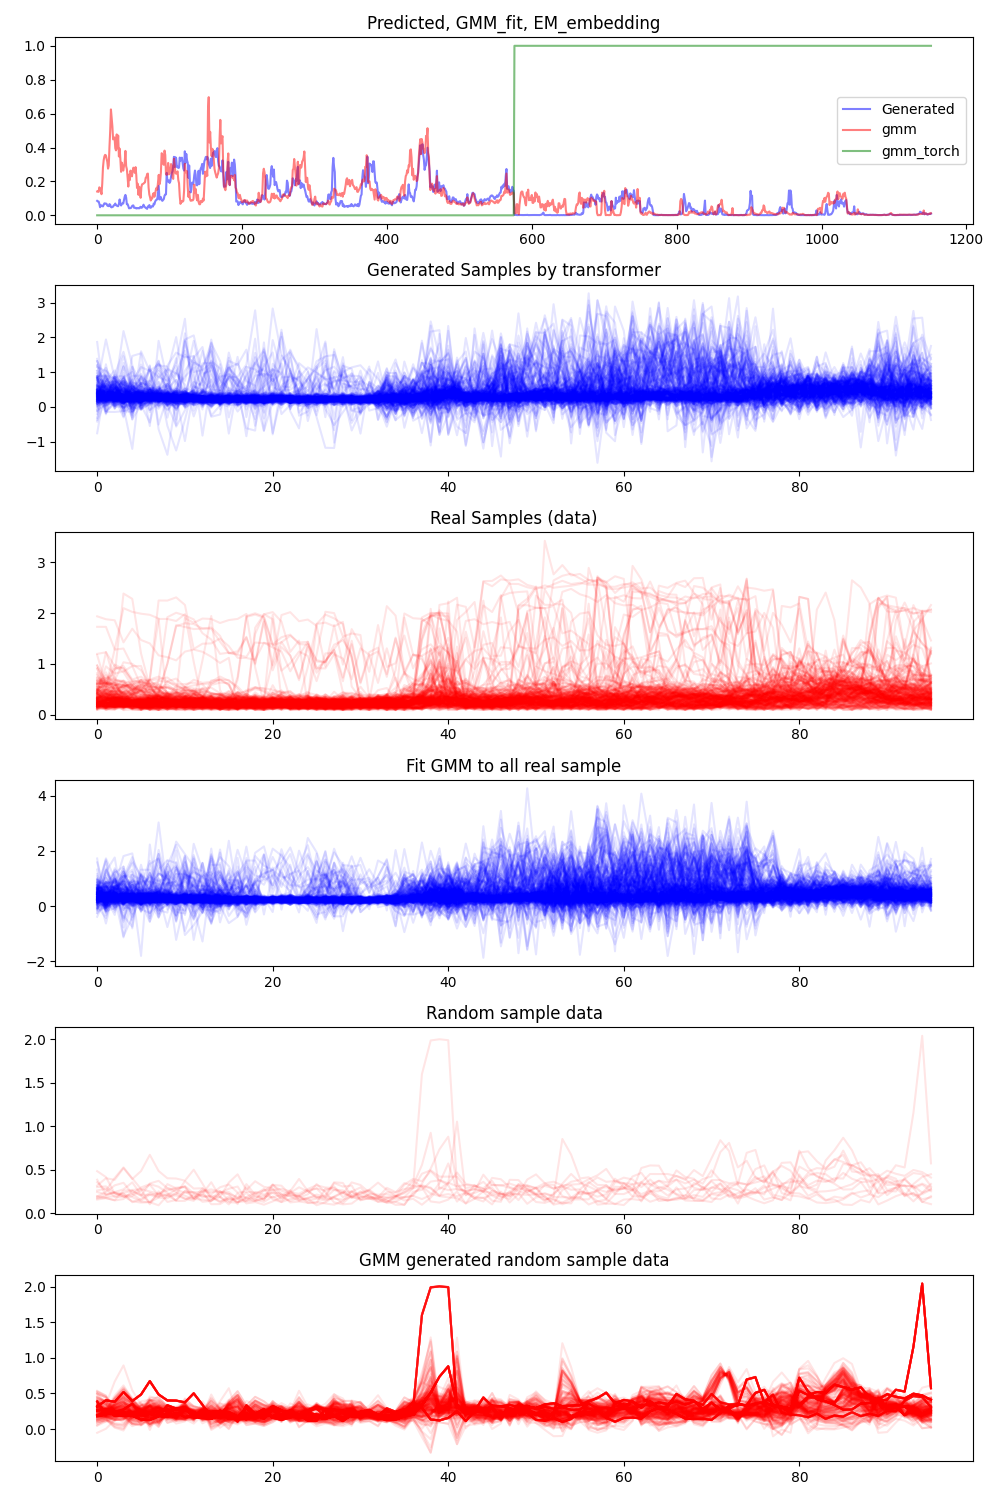 Predicted, GMM_fit, EM_embedding
1.0
0.8
0.6
0.4
0.2
0.0
Generated
gmm
gmm_torch
0 200 400 600 800 1000 1200
Generated Samples by transformer
3
2
1
0
−1
0 20 40 60 80
Real Samples (data)
3
2
1
0
0 20 40 60 80
Fit GMM to all real sample
4
2
0
−2
0 20 40 60 80
Random sample data
2.0
1.5
1.0
0.5
0.0
0 20 40 60 80
GMM generated random sample data
2.0
1.5
1.0
0.5
0.0
0 20 40 60 80